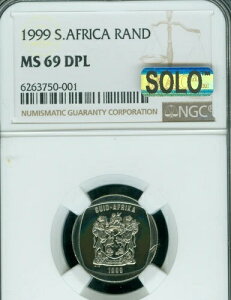 1999 S.AFRICA RAND
MS 69 DPL
6263750-001
SOLO
NGC
NUMISMATIC GUARANTY CORPORATION
SUID-AFRIKA
1999